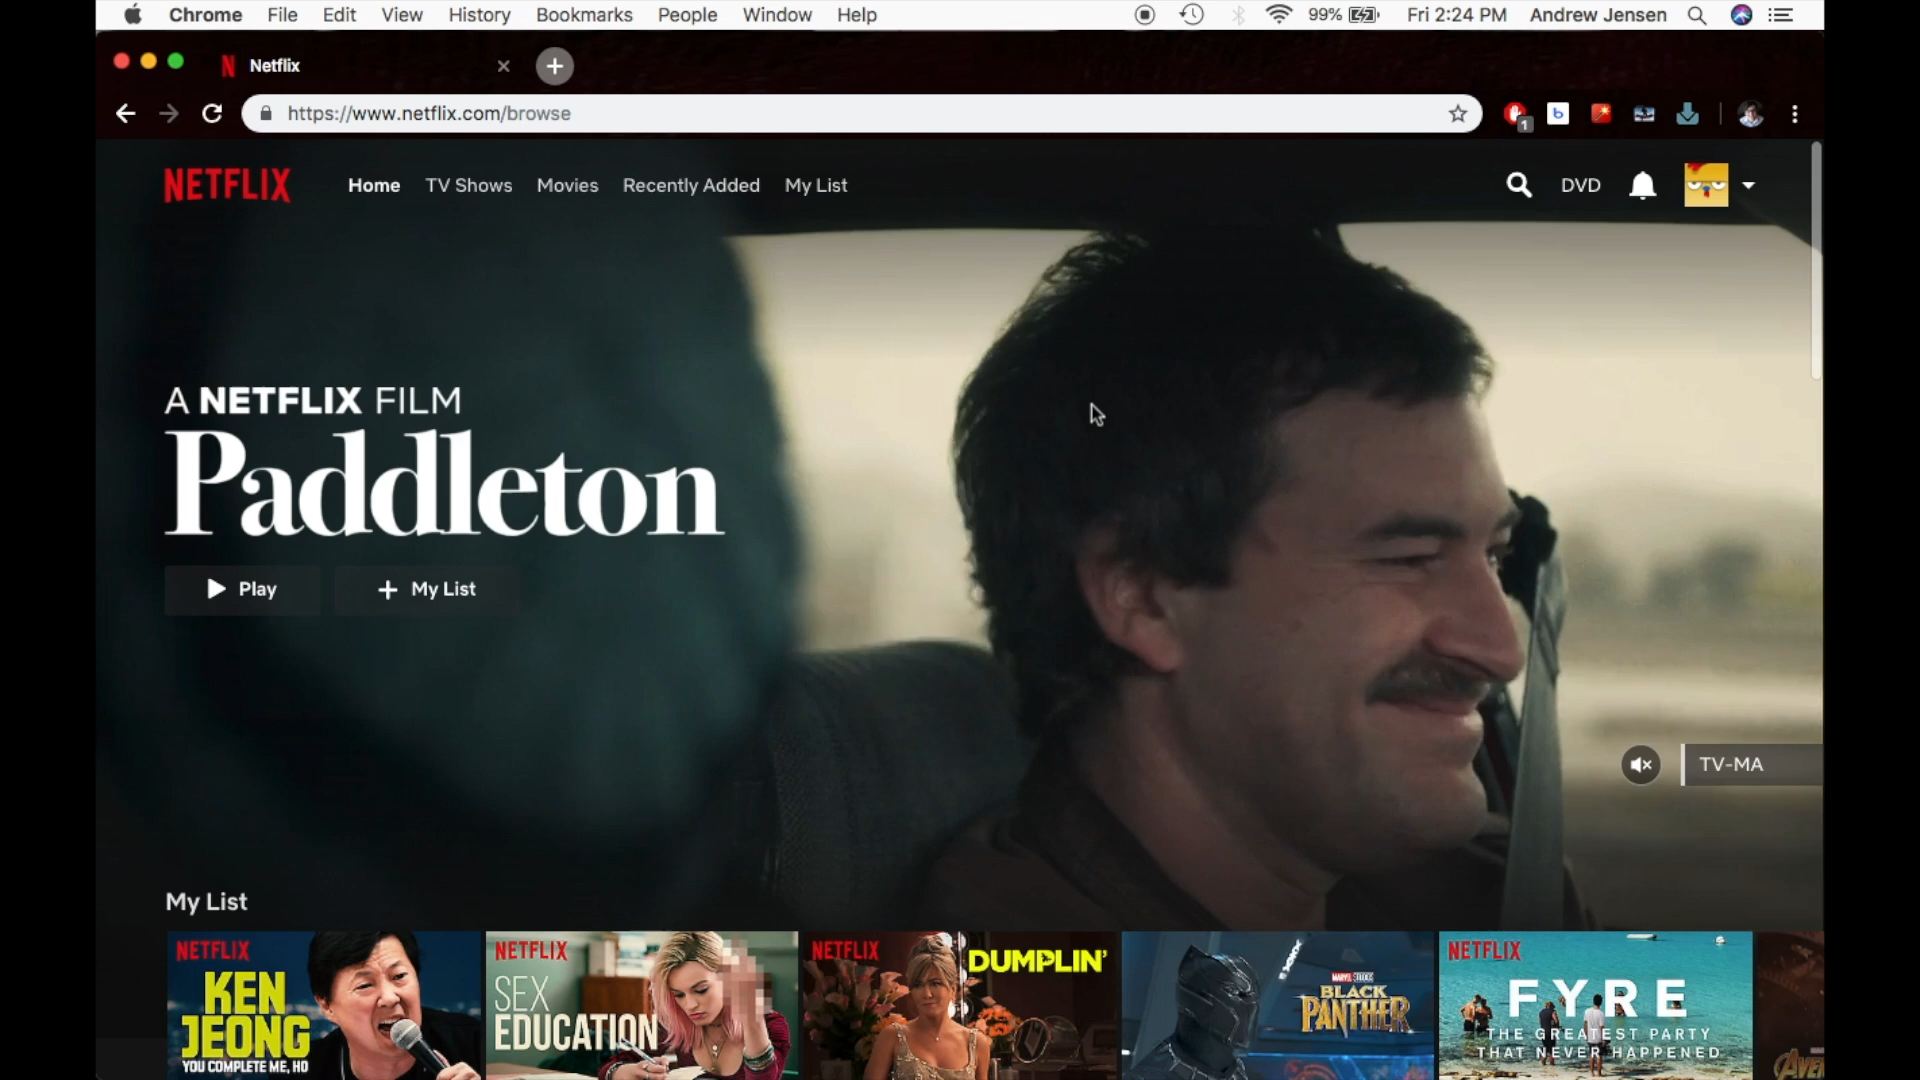 Chrome File Edit View History Bookmarks People Window Help 99% Fri 2:24 PM Andrew Jensen
Netflix
https://www.netflix.com/browse
1
b
NETFLIX Home TV Shows Movies Recently Added My List DVD
A NETFLIX FILM
Paddleton
Play My List
TV-MA
My List
NETFLIX
KEN
JEONG
YOU COMPLETE ME, HO
NETFLIX
SEX
EDUCATION
NETFLIX
DUMPLIN'
MARVEL STUDIOS
BLACK
PANTHER
NETFLIX
FYRE
THE GREATEST PARTY
THAT NEVER HAPPENED